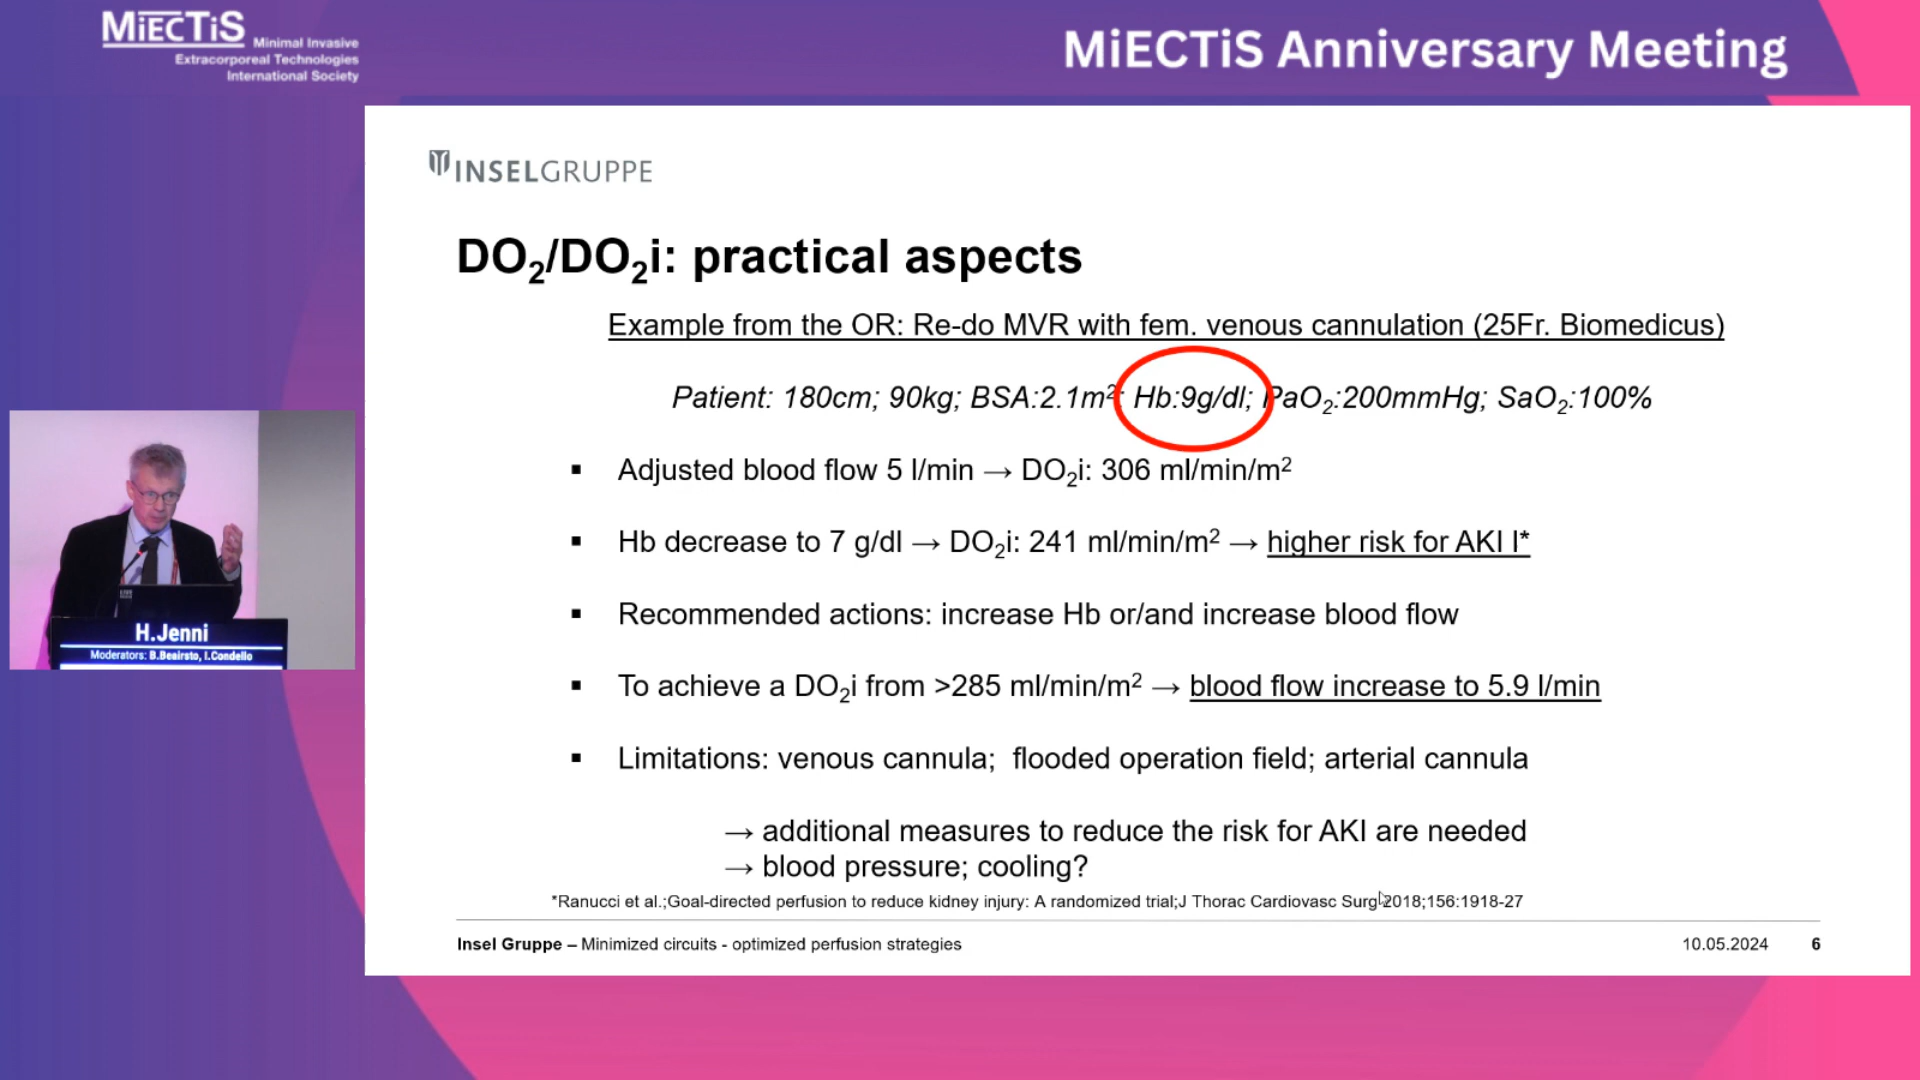 MiECTiS
Minimal Invasive
Extracorporeal Technologies
International Society
MiECTiS Anniversary Meeting
INSELGRUPPE
DO2/DO2i: practical aspects
Example from the OR: Re-do MVR with fem. venous cannulation (25Fr. Biomedicus)
Patient: 180cm; 90kg; BSA:2.1m²; Hb:9g/dl; PaO2:200mmHg; SaO2:100%
▪ Adjusted blood flow 5 l/min → DO2i: 306 ml/min/m²
▪ Hb decrease to 7 g/dl → DO2i: 241 ml/min/m² → higher risk for AKI I*
▪ Recommended actions: increase Hb or/and increase blood flow
▪ To achieve a DO2i from >285 ml/min/m² → blood flow increase to 5.9 l/min
▪ Limitations: venous cannula; flooded operation field; arterial cannula
→ additional measures to reduce the risk for AKI are needed
→ blood pressure; cooling?
*Ranucci et al.;Goal-directed perfusion to reduce kidney injury: A randomized trial;J Thorac Cardiovasc Surg 2018;156:1918-27
Insel Gruppe – Minimized circuits - optimized perfusion strategies
10.05.2024 6
H.Jenni
Moderators: B.Beairsto, I.Condello